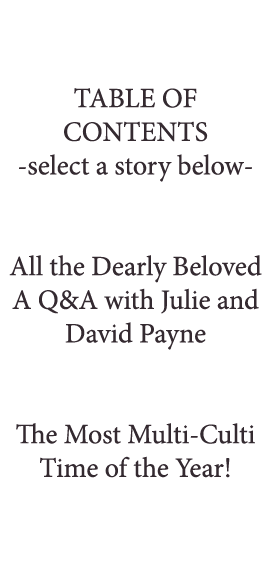 TABLE OF
CONTENTS
-select a story below-
All the Dearly Beloved
A Q&A with Julie and
David Payne
The Most Multi-Culti
Time of the Year!